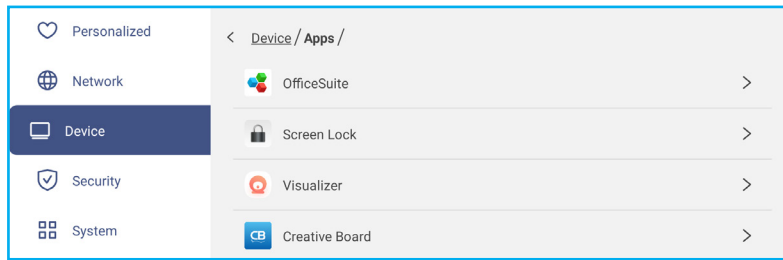 Personalized
Network
Device
Security
System
Device / Apps /
OfficeSuite
Screen Lock
Visualizer
CB Creative Board